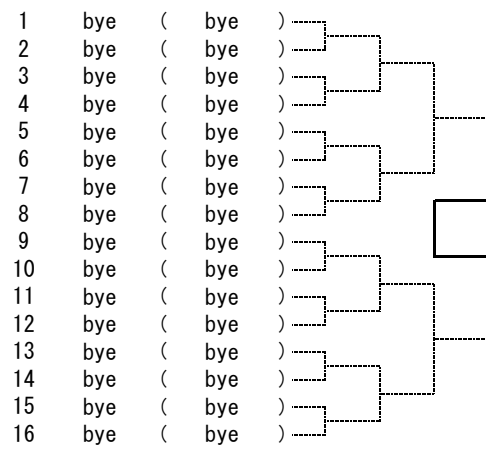 1 bye ( bye )
2 bye ( bye )
3 bye ( bye )
4 bye ( bye )
5 bye ( bye )
6 bye ( bye )
7 bye ( bye )
8 bye ( bye )
9 bye ( bye )
10 bye ( bye )
11 bye ( bye )
12 bye ( bye )
13 bye ( bye )
14 bye ( bye )
15 bye ( bye )
16 bye ( bye )